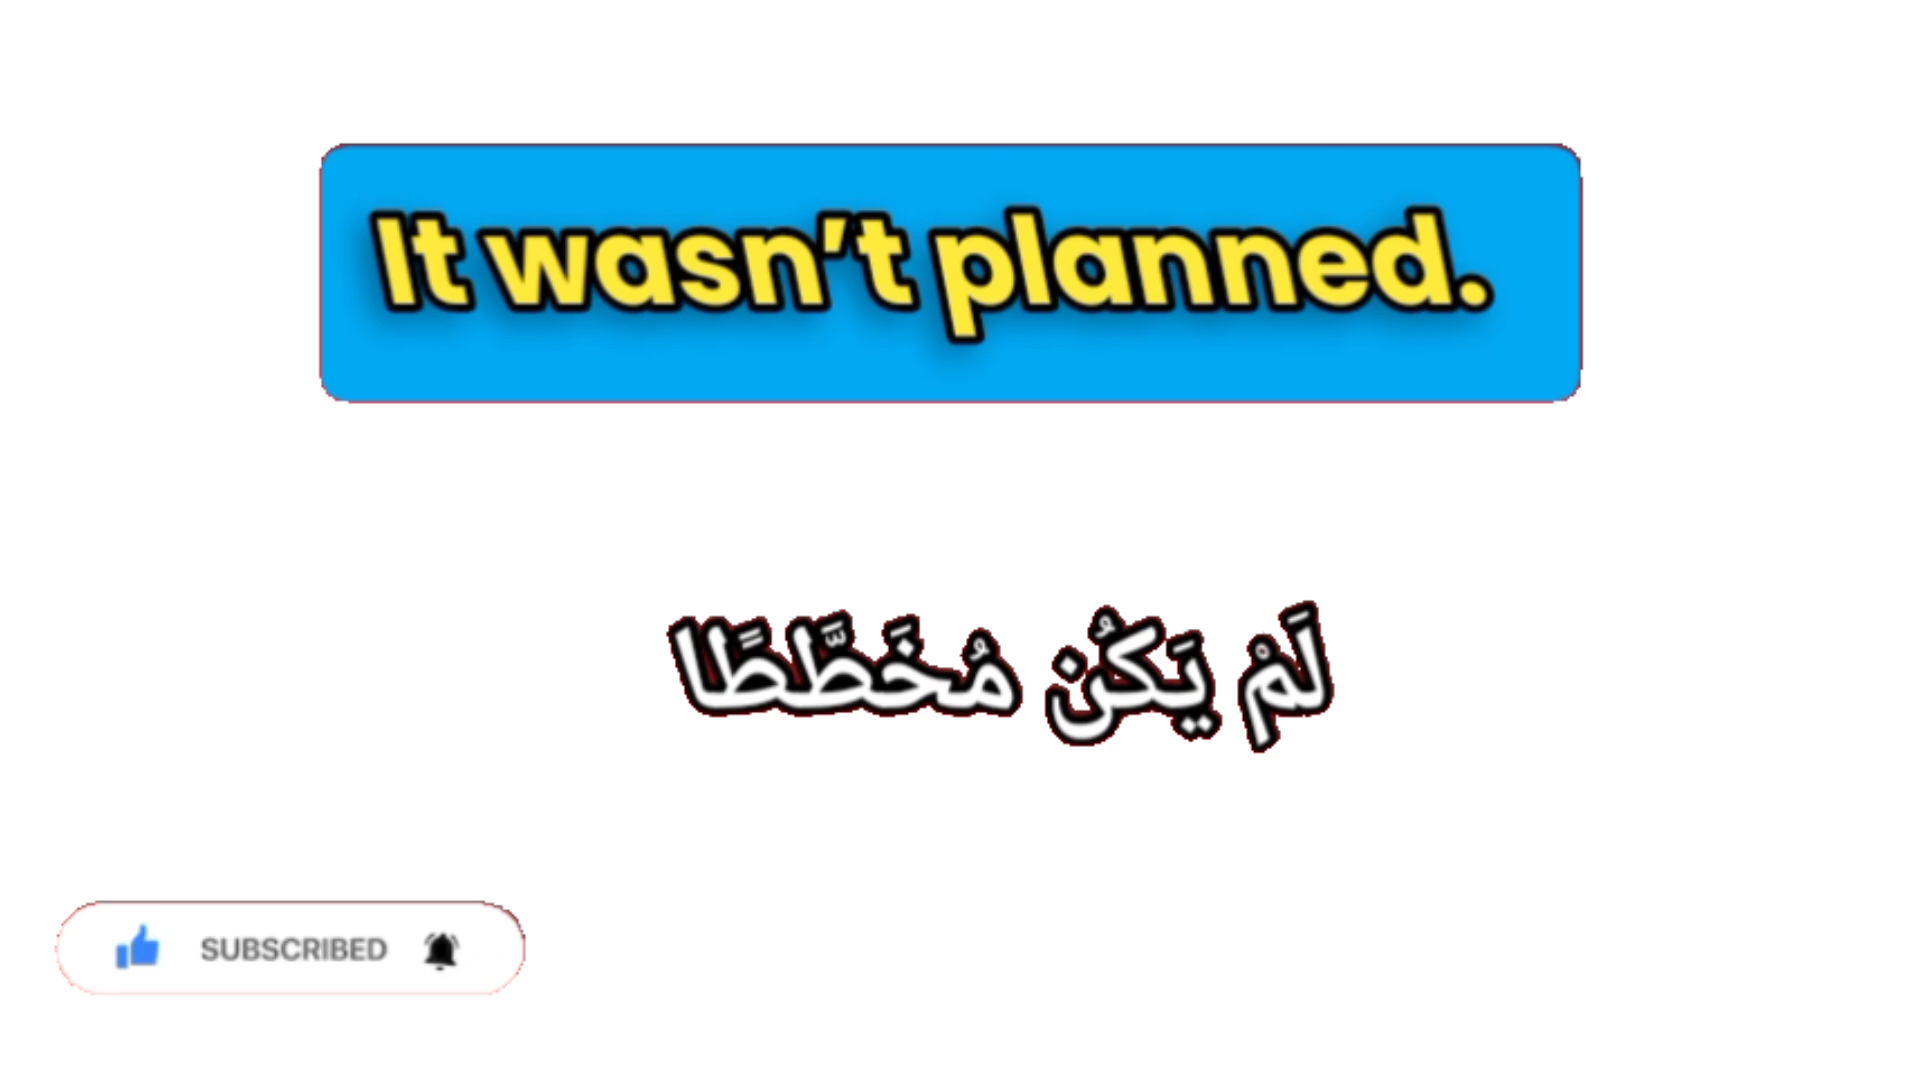 It wasn't planned.
لَمْ يَكُن مُخَطَّطًا
SUBSCRIBED